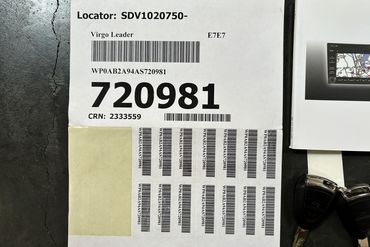 Locator: SDV1020750-
Virgo Leader E7E7
WP0AB2A94AS720981
720981
CRN: 2333559